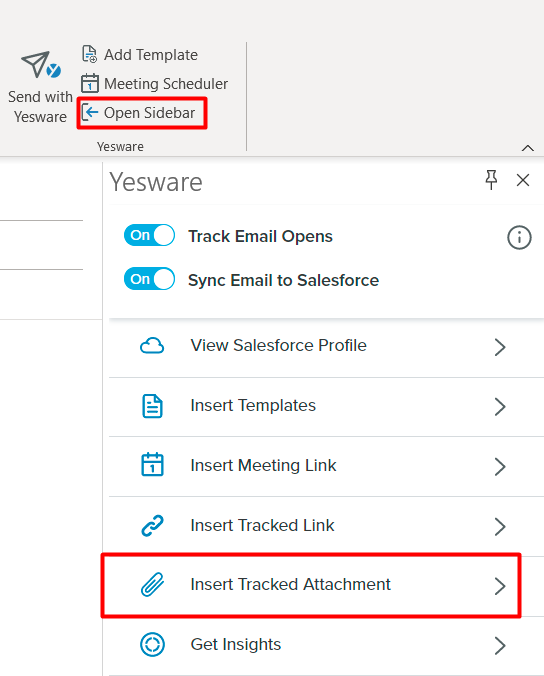 Add Template
Meeting Scheduler
Send with
Yesware
Open Sidebar
Yesware
Yesware
On
Track Email Opens
On
Sync Email to Salesforce
View Salesforce Profile
Insert Templates
1
Insert Meeting Link
Insert Tracked Link
Insert Tracked Attachment
Get Insights